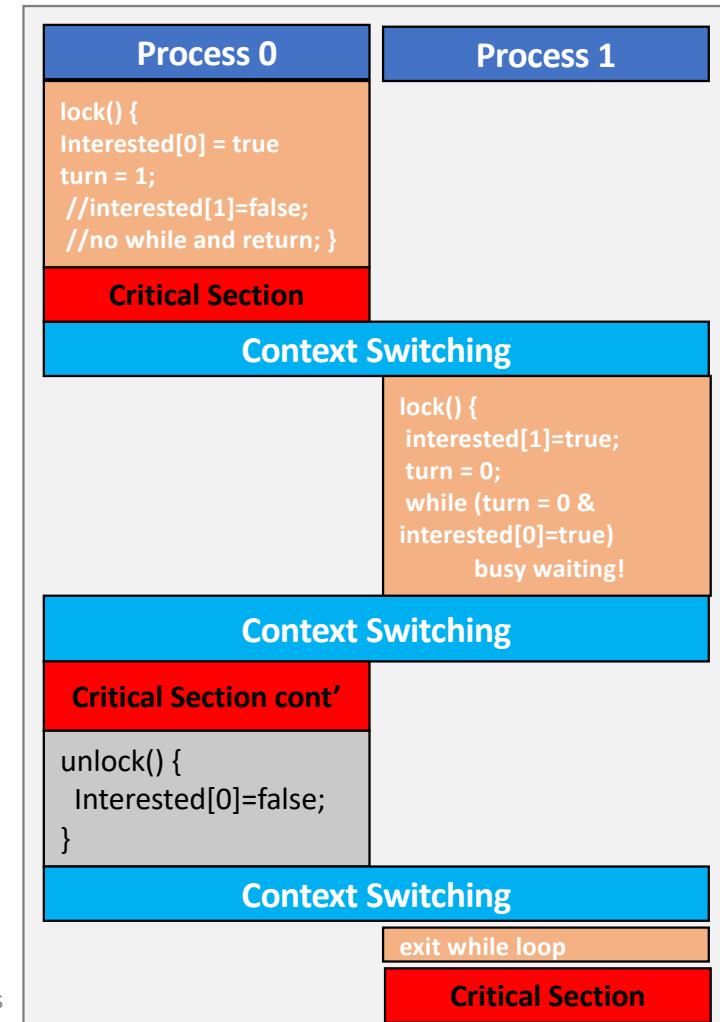 Process 0
Process 1
lock() {
Interested[0] = true
turn = 1;
//interested[1]=false;
//no while and return; }
Critical Section
Context Switching
lock() {
interested[1]=true;
turn = 0;
while (turn = 0 &
interested[0]=true)
busy waiting!
Context Switching
Critical Section cont’
unlock() {
Interested[0]=false;
}
Context Switching
exit while loop
Critical Section
s